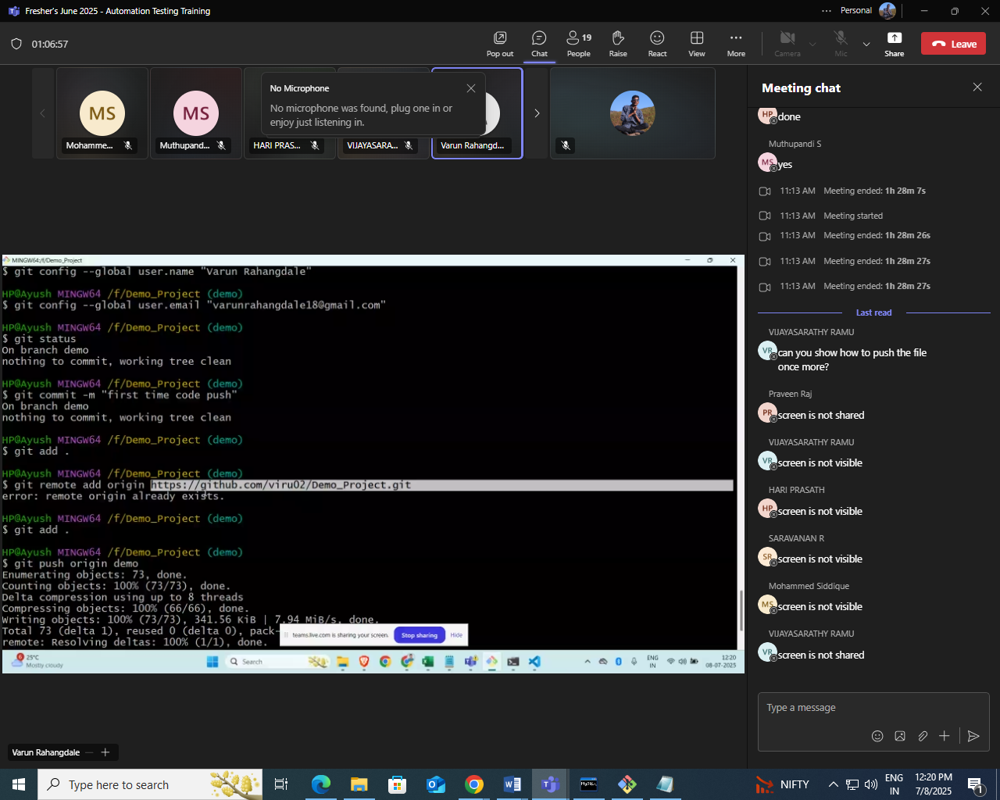 Fresher's June 2025 - Automation Testing Training
Personal
01:06:57
Pop out
Chat
19
People
Raise
React
View
More
Camera
Mic
Share
Leave
MS
Mohamme...
MS
Muthupand...
HARI PRAS...
VIJAYASARA...
Varun Rahangd...
No Microphone
No microphone was found, plug one in or
enjoy just listening in.
MINGW64:/f/Demo_Project
$ git config --global user.name "Varun Rahangdale"
HP@Ayush MINGW64 /f/Demo_Project (demo)
$ git config --global user.email "varunrahangdale18@gmail.com"
HP@Ayush MINGW64 /f/Demo_Project (demo)
$ git status
On branch demo
nothing to commit, working tree clean
HP@Ayush MINGW64 /f/Demo_Project (demo)
$ git commit -m "first time code push"
On branch demo
nothing to commit, working tree clean
HP@Ayush MINGW64 /f/Demo_Project (demo)
$ git add .
HP@Ayush MINGW64 /f/Demo_Project (demo)
$ git remote add origin https://github.com/viru02/Demo_Project.git
error: remote origin already exists.
HP@Ayush MINGW64 /f/Demo_Project (demo)
$ git add .
HP@Ayush MINGW64 /f/Demo_Project (demo)
$ git push origin demo
Enumerating objects: 73, done.
Counting objects: 100% (73/73), done.
Delta compression using up to 8 threads
Compressing objects: 100% (66/66), done.
Writing objects: 100% (73/73), 341.56 KiB | 7.94 MiB/s, done.
Total 73 (delta 1), reused 0 (delta 0), pack-
remote: Resolving deltas: 100% (1/1), done.
teams.live.com is sharing your screen.
Stop sharing
Hide
25°C
Mostly cloudy
Search
ENG
IN
12:20
08-07-2025
Varun Rahangdale
Meeting chat
HP
done
Muthupandi S
MS
yes
11:13 AM Meeting ended: 1h 28m 7s
11:13 AM Meeting started
11:13 AM Meeting ended: 1h 28m 26s
11:13 AM Meeting ended: 1h 28m 27s
11:13 AM Meeting ended: 1h 28m 27s
Last read
VIJAYASARATHY RAMU
VR
can you show how to push the file
once more?
Praveen Raj
PR
screen is not shared
VIJAYASARATHY RAMU
VR
screen is not visible
HARI PRASATH
HP
screen is not visible
SARAVANAN R
SR
screen is not visible
Mohammed Siddique
MS
screen is not visible
VIJAYASARATHY RAMU
VR
screen is not shared
Type a message
Type here to search
NIFTY
ENG
IN
12:20 PM
7/8/2025
1